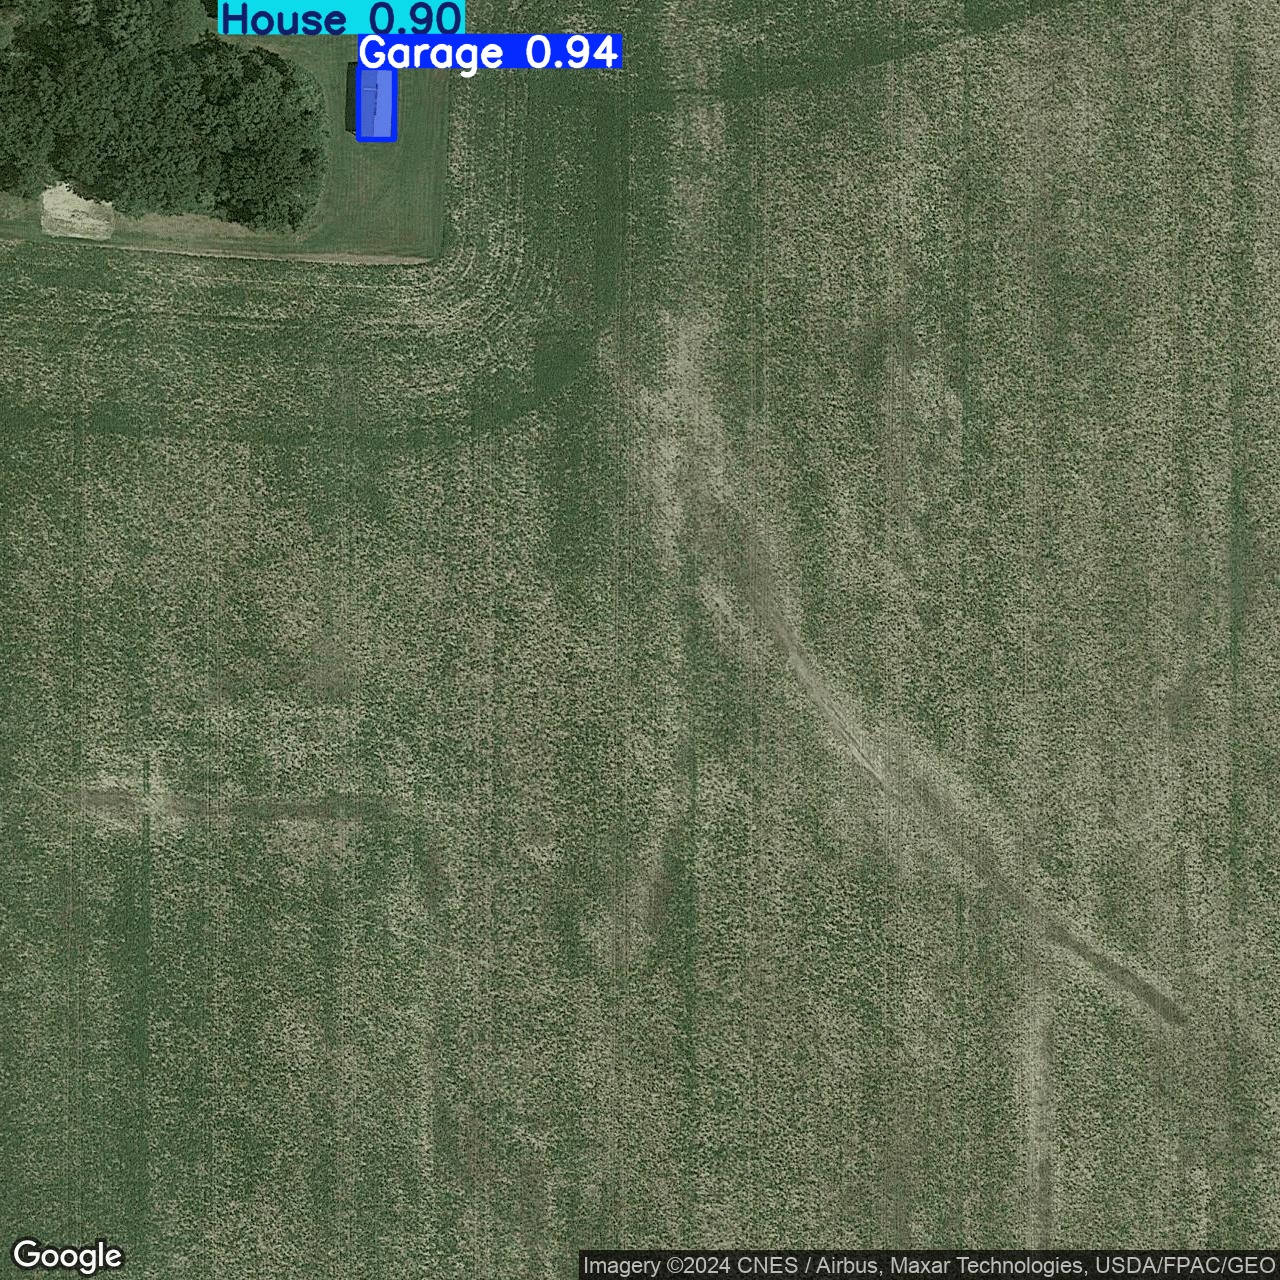 House 0.90
Garage 0.94
Google
Imagery ©2024 CNES / Airbus, Maxar Technologies, USDA/FPAC/GEO